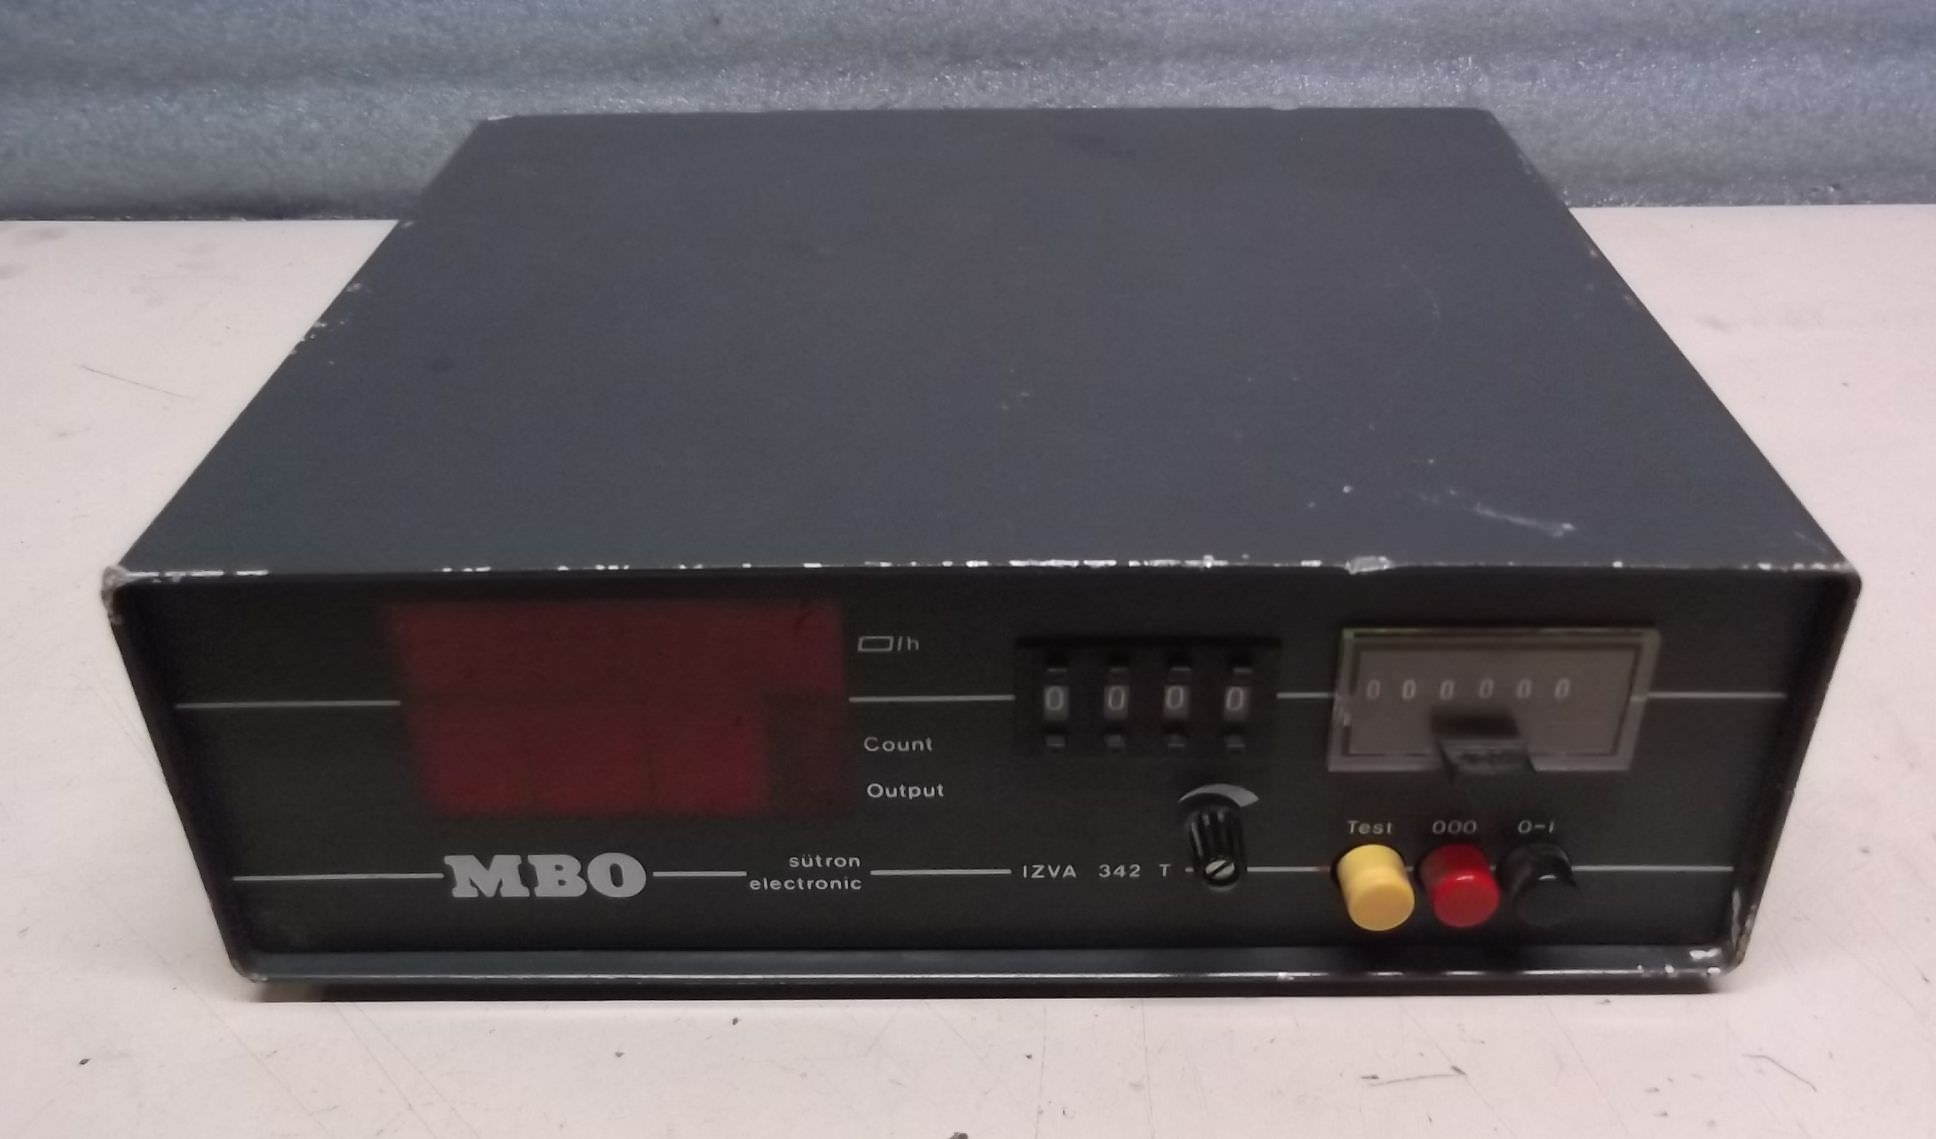 /h
0 0 0 0
0 0 0 0 0 0
Count
Output
Test 000 0-I
MBO
sütron
electronic
IZVA 342 T